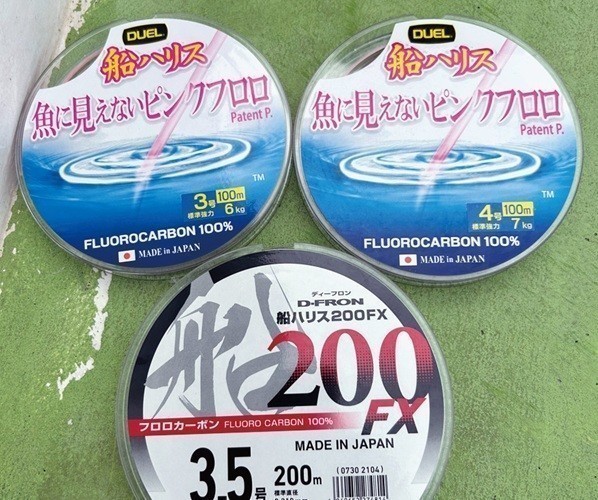 DUEL
船ハリス
魚に見えないピンクフロロ
Patent P.
3号 100m
標準強力 6kg
TM
FLUOROCARBON 100%
MADE in JAPAN
DUEL
船ハリス
魚に見えないピンクフロロ
Patent P.
4号 100m
標準強力 7kg
TM
FLUOROCARBON 100%
MADE in JAPAN
ディーフロン
D-FRON
船ハリス200FX
船
200
FX
フロロカーボン FLUORO CARBON 100%
MADE IN JAPAN
3.5号 200m
(0730 2104)
標準直径